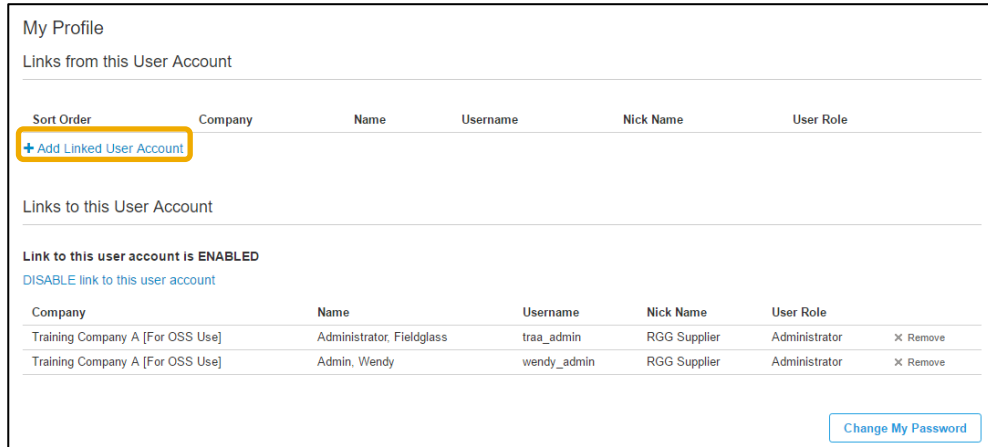 My Profile
Links from this User Account
Sort Order Company Name Username Nick Name User Role
+ Add Linked User Account
Links to this User Account
Link to this user account is ENABLED
DISABLE link to this user account
Company Name Username Nick Name User Role
Training Company A [For OSS Use] Administrator, Fieldglass traa_admin RGG Supplier Administrator X Remove
Training Company A [For OSS Use] Admin, Wendy wendy_admin RGG Supplier Administrator X Remove
Change My Password